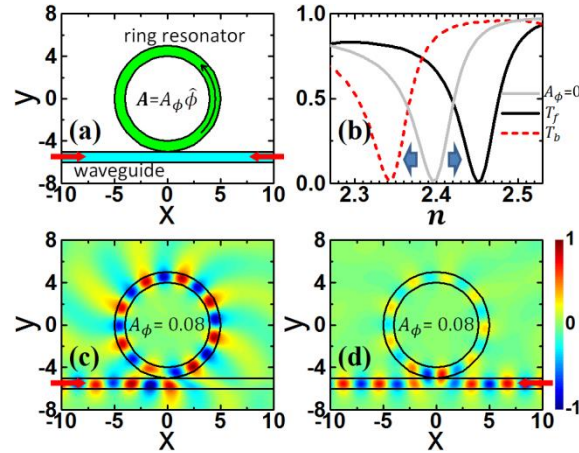 (a)
ring resonator
A=A_ϕ ϕ̂
waveguide
y
8
4
0
-4
-8
-10
-5
0
5
10
X
(b)
1.0
0.5
0.0
2.3
2.4
2.5
n
A_ϕ=0
T_f
T_b
(c)
A_ϕ = 0.08
y
8
4
0
-4
-8
-10
-5
0
5
10
X
(d)
A_ϕ = 0.08
8
4
0
-4
-8
-10
-5
0
5
10
X
1
0
-1